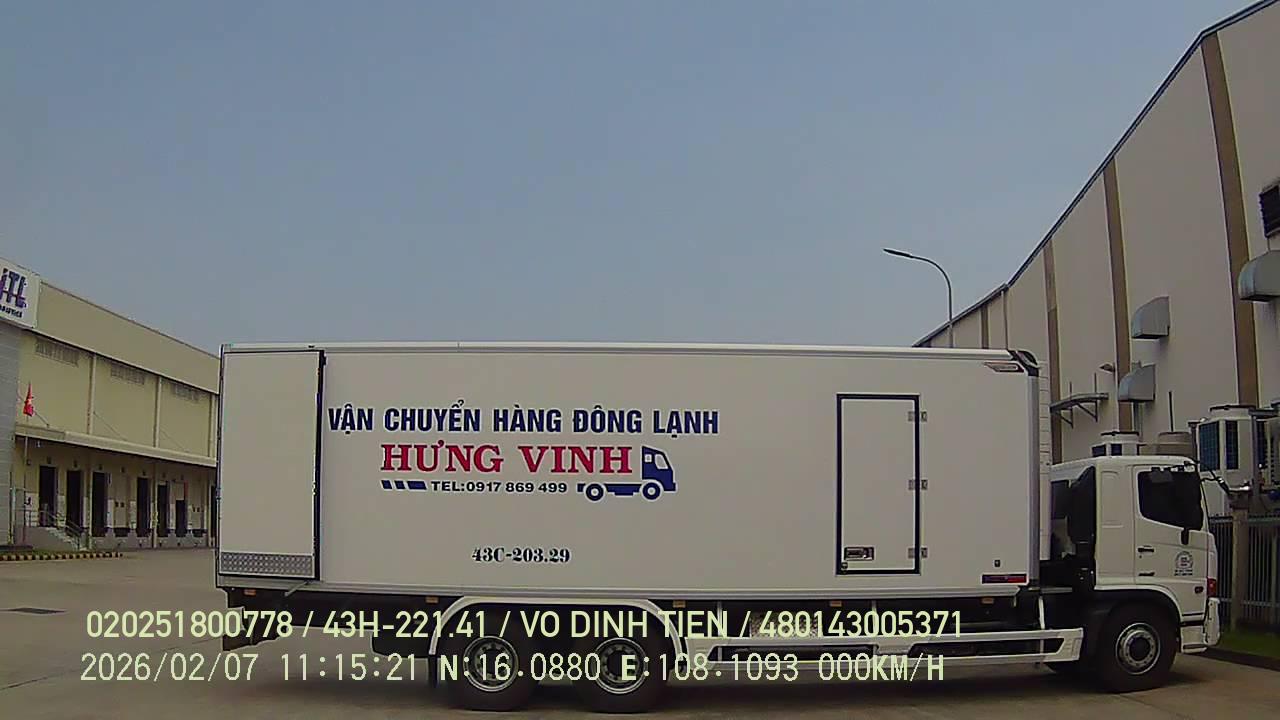 ITL
VẬN CHUYỂN HÀNG ĐÔNG LẠNH
HƯNG VINH
TEL:0917 869 499
43C-203.29
020251800778 / 43H-221.41 / VO DINH TIEN / 480143005371
2026/02/07 11:15:21 N:16.0880 E:108.1093 000KM/H